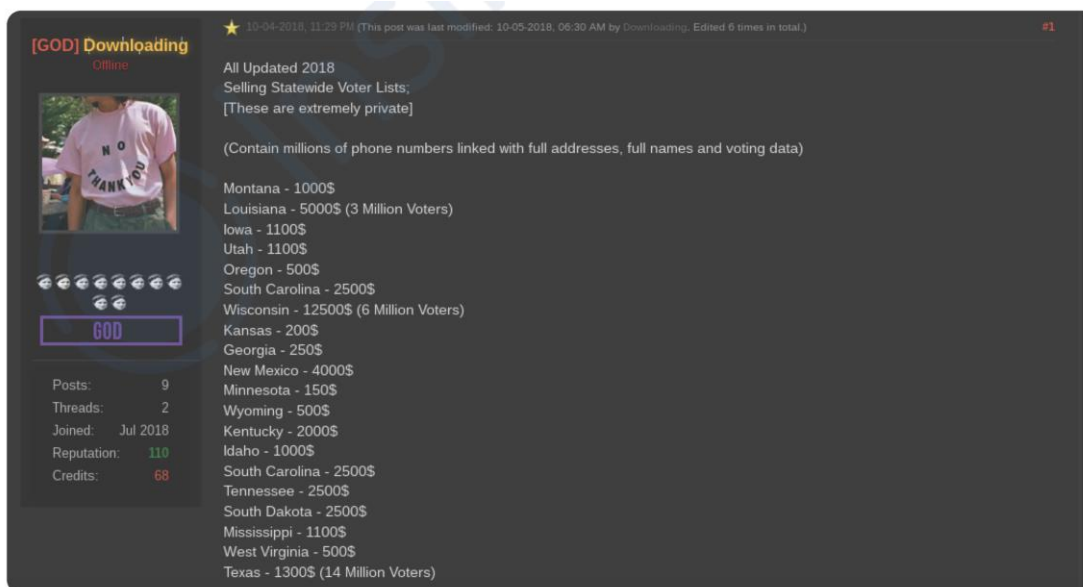 [GOD] Downloading
Offline
NO
THANK YOU
GOD
Posts: 9
Threads: 2
Joined: Jul 2018
Reputation: 110
Credits: 68
10-04-2018, 11:29 PM (This post was last modified: 10-05-2018, 06:30 AM by Downloading. Edited 6 times in total.)
#1
All Updated 2018
Selling Statewide Voter Lists;
[These are extremely private]
(Contain millions of phone numbers linked with full addresses, full names and voting data)
Montana - 1000$
Louisiana - 5000$ (3 Million Voters)
Iowa - 1100$
Utah - 1100$
Oregon - 500$
South Carolina - 2500$
Wisconsin - 12500$ (6 Million Voters)
Kansas - 200$
Georgia - 250$
New Mexico - 4000$
Minnesota - 150$
Wyoming - 500$
Kentucky - 2000$
Idaho - 1000$
South Carolina - 2500$
Tennessee - 2500$
South Dakota - 2500$
Mississippi - 1100$
West Virginia - 500$
Texas - 1300$ (14 Million Voters)